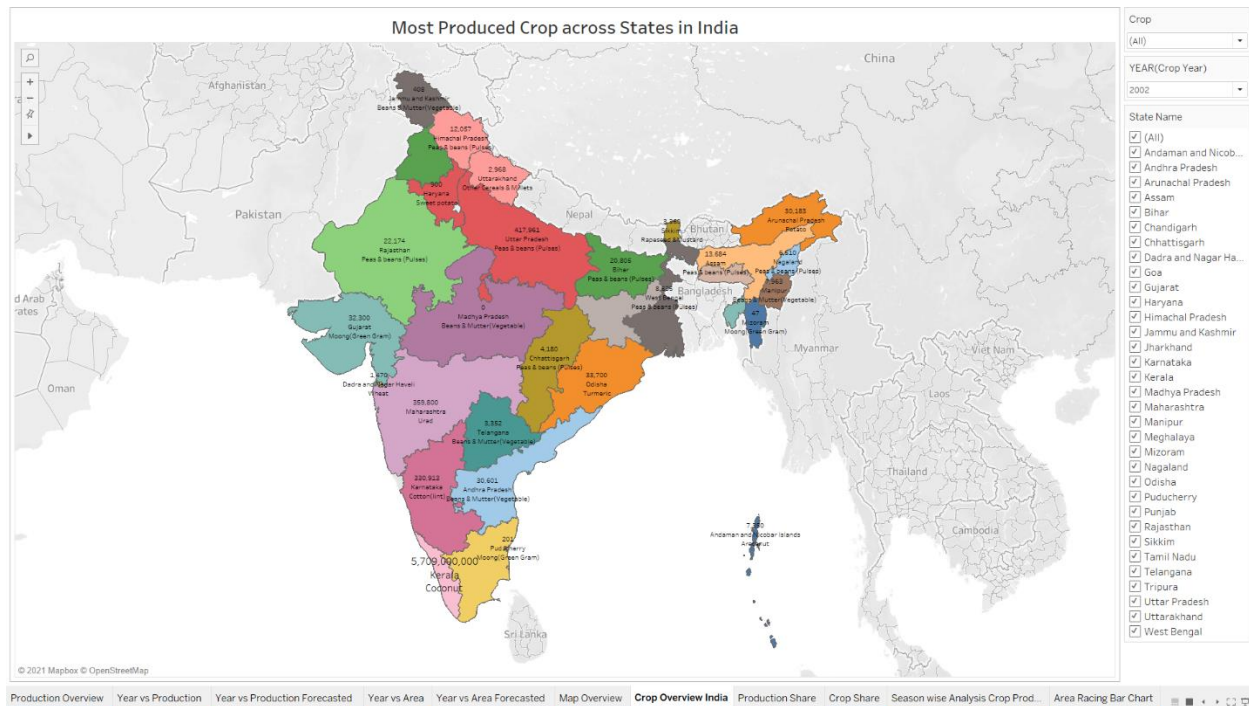 Most Produced Crop across States in India
Crop
(All)
YEAR(Crop Year)
2002
State Name
(All)
Andaman and Nicob...
Andhra Pradesh
Arunachal Pradesh
Assam
Bihar
Chandigarh
Chhattisgarh
Dadra and Nagar Ha...
Goa
Gujarat
Haryana
Himachal Pradesh
Jammu and Kashmir
Jharkhand
Karnataka
Kerala
Madhya Pradesh
Maharashtra
Manipur
Meghalaya
Mizoram
Nagaland
Odisha
Puducherry
Punjab
Rajasthan
Sikkim
Tamil Nadu
Telangana
Tripura
Uttar Pradesh
Uttarakhand
West Bengal
China
Afghanistan
Pakistan
Nepal
Bhutan
Bangladesh
Myanmar
Viet Nam
Laos
Thailand
Cambodia
Sri Lanka
Oman
Jammu and Kashmir
Beans & Mutter(Vegetable)
12,057
Himachal Pradesh
Peas & beans (Pulses)
2,968
Uttarakhand
Other Cereals & Millets
900
Haryana
Sweet potato
417,961
Uttar Pradesh
Peas & beans (Pulses)
22,174
Rajasthan
Peas & beans (Pulses)
Bihar
Peas & beans (Pulses)
Sikkim
Rapeseed & Mustard
Arunachal Pradesh
Potato
13,684
Assam
Peas & beans (Pulses)
Nagaland
Peas & beans (Pulses)
Manipur
Beans & Mutter(Vegetable)
47
Mizoram
Moong(Green Gram)
West Bengal
Peas & beans (Pulses)
0
Madhya Pradesh
Beans & Mutter(Vegetable)
32,300
Gujarat
Moong(Green Gram)
Dadra and Nagar Haveli
Wheat
4,180
Chhattisgarh
Peas & beans (Pulses)
Odisha
Turmeric
Maharashtra
Urad
3,352
Telangana
Beans & Mutter(Vegetable)
Karnataka
Cotton(lint)
Andhra Pradesh
Beans & Mutter(Vegetable)
201
Puducherry
Moong(Green Gram)
5,709,000,000
Kerala
Coconut
Andaman and Nicobar Islands
Arecanut
© 2021 Mapbox © OpenStreetMap
Production Overview
Year vs Production
Year vs Production Forecasted
Year vs Area
Year vs Area Forecasted
Map Overview
Crop Overview India
Production Share
Crop Share
Season wise Analysis Crop Prod...
Area Racing Bar Chart